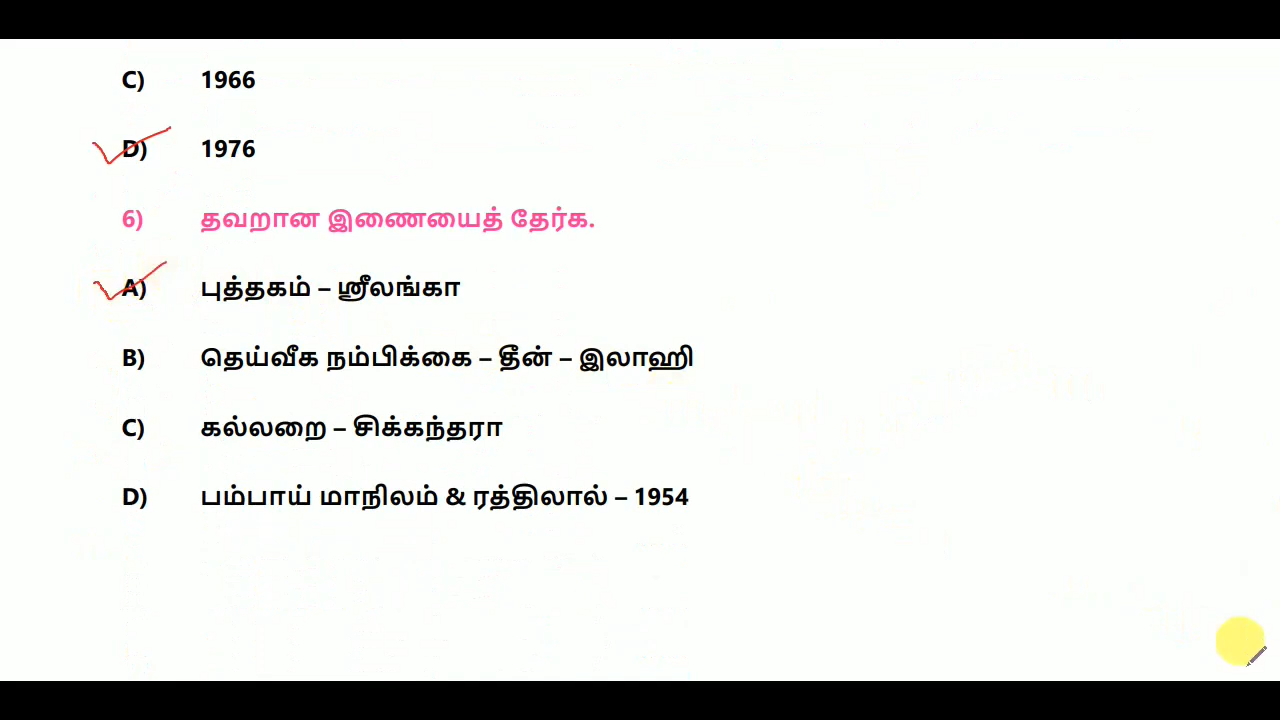 C) 1966
D) 1976
6) தவறான இணையைத் தேர்க.
A) புத்தகம் – ஸ்ரீலங்கா
B) தெய்வீக நம்பிக்கை – தீன் – இலாஹி
C) கல்லறை – சிக்கந்தரா
D) பம்பாய் மாநிலம் & ரத்திலால் – 1954